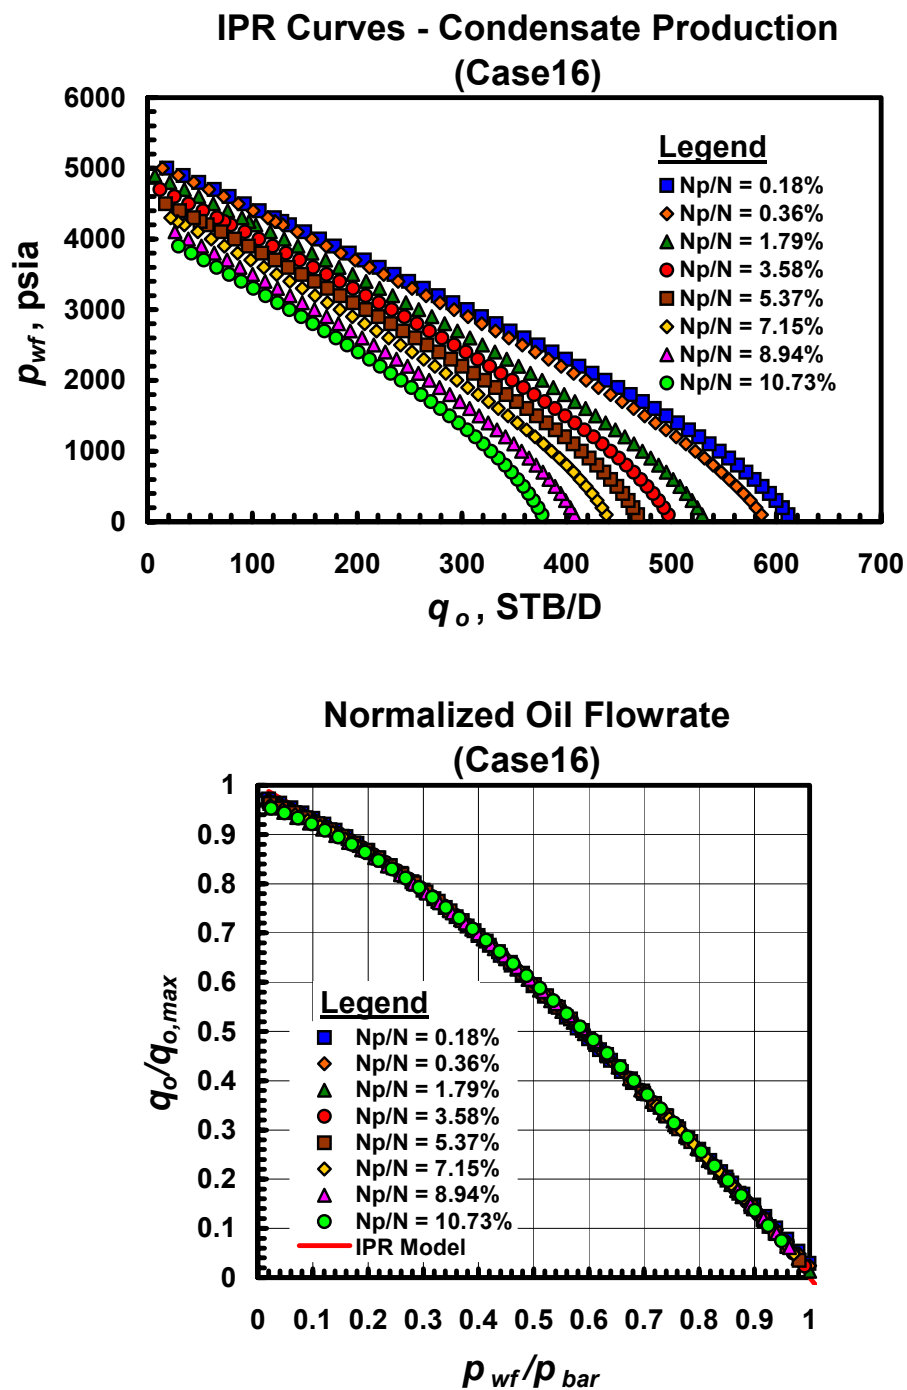 IPR Curves - Condensate Production
(Case16)
6000
5000
4000
3000
2000
1000
0
p wf , psia
Legend
Np/N = 0.18%
Np/N = 0.36%
Np/N = 1.79%
Np/N = 3.58%
Np/N = 5.37%
Np/N = 7.15%
Np/N = 8.94%
Np/N = 10.73%
0 100 200 300 400 500 600 700
q o , STB/D
Normalized Oil Flowrate
(Case16)
1
0.9
0.8
0.7
0.6
0.5
0.4
0.3
0.2
0.1
0
qo/qo,max
Legend
Np/N = 0.18%
Np/N = 0.36%
Np/N = 1.79%
Np/N = 3.58%
Np/N = 5.37%
Np/N = 7.15%
Np/N = 8.94%
Np/N = 10.73%
IPR Model
0 0.1 0.2 0.3 0.4 0.5 0.6 0.7 0.8 0.9 1
p wf /p bar